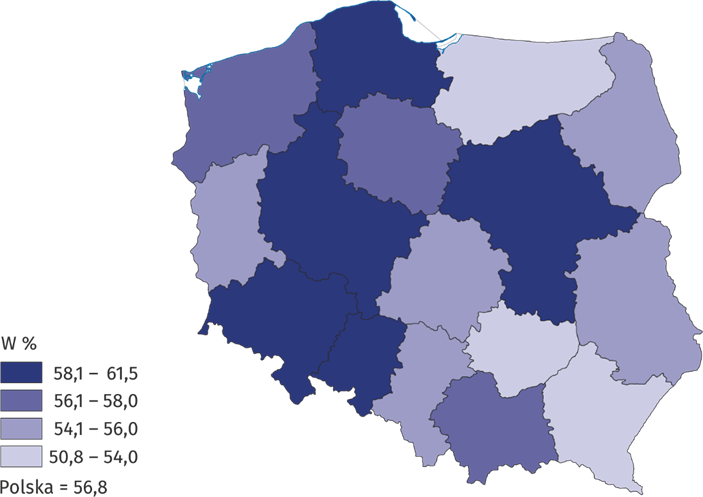 W %
58,1 – 61,5
56,1 – 58,0
54,1 – 56,0
50,8 – 54,0
Polska = 56,8